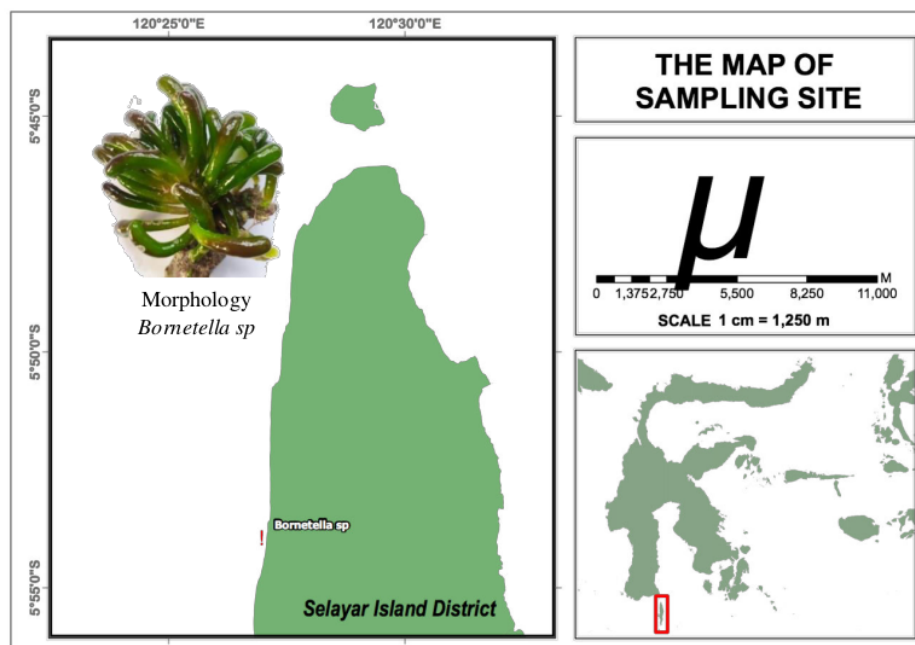 120°25'0"E 120°30'0"E
5°45'0"S
5°50'0"S
5°55'0"S
Morphology
Bornetella sp
Bornetella sp
!
Selayar Island District
THE MAP OF
SAMPLING SITE
µ
M
0 1,375 2,750 5,500 8,250 11,000
SCALE 1 cm = 1,250 m